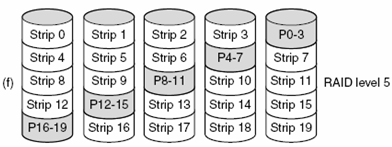 Strip 0 Strip 1 Strip 2 Strip 3 P0-3
Strip 4 Strip 5 Strip 6 P4-7 Strip 7
(f) Strip 8 Strip 9 P8-11 Strip 10 Strip 11 RAID level 5
Strip 12 P12-15 Strip 13 Strip 14 Strip 15
P16-19 Strip 16 Strip 17 Strip 18 Strip 19